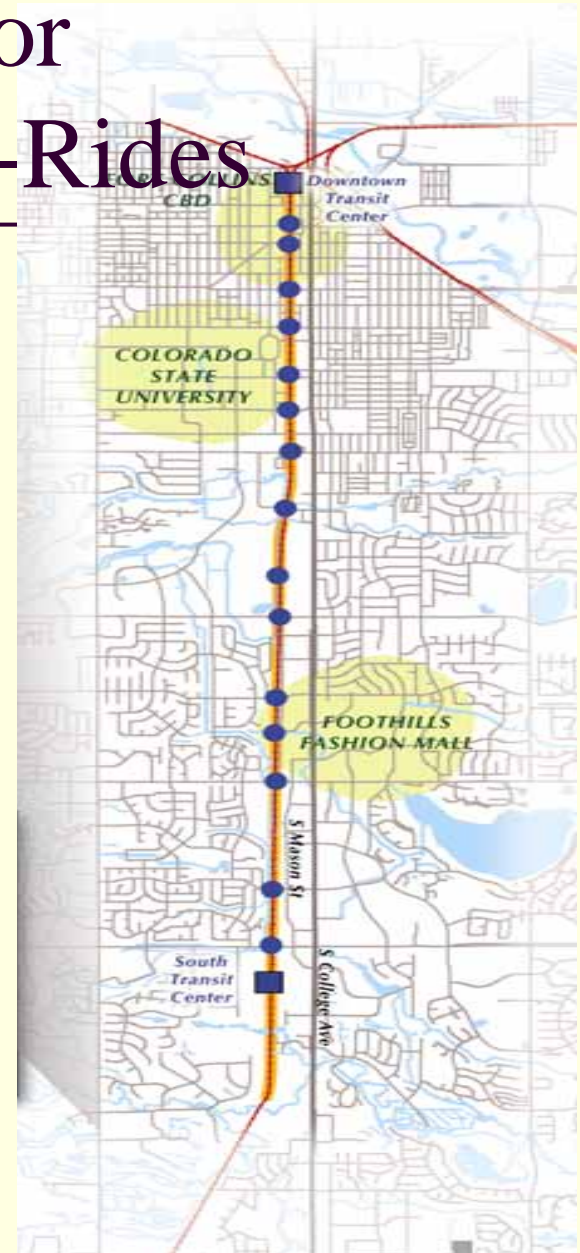 or
-Rides
COLLINS
CBD
Downtown
Transit
Center
COLORADO
STATE
UNIVERSITY
FOOTHILLS
FASHION MALL
S Mason St
South
Transit
Center
S College Ave